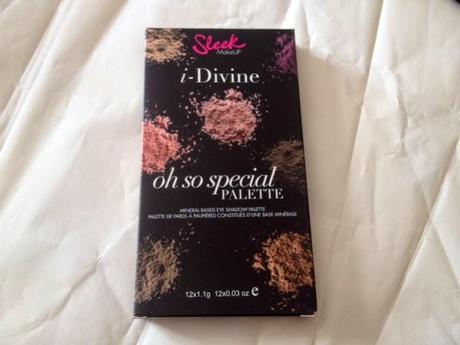 Sleek
MakeUP
i-Divine
oh so special
PALETTE
MINERAL BASED EYE SHADOW PALETTE
PALETTE DE FARDS À PAUPIÈRES CONSTITUÉS D'UNE BASE MINÉRALE
12x1.1g 12x0.03 oz e